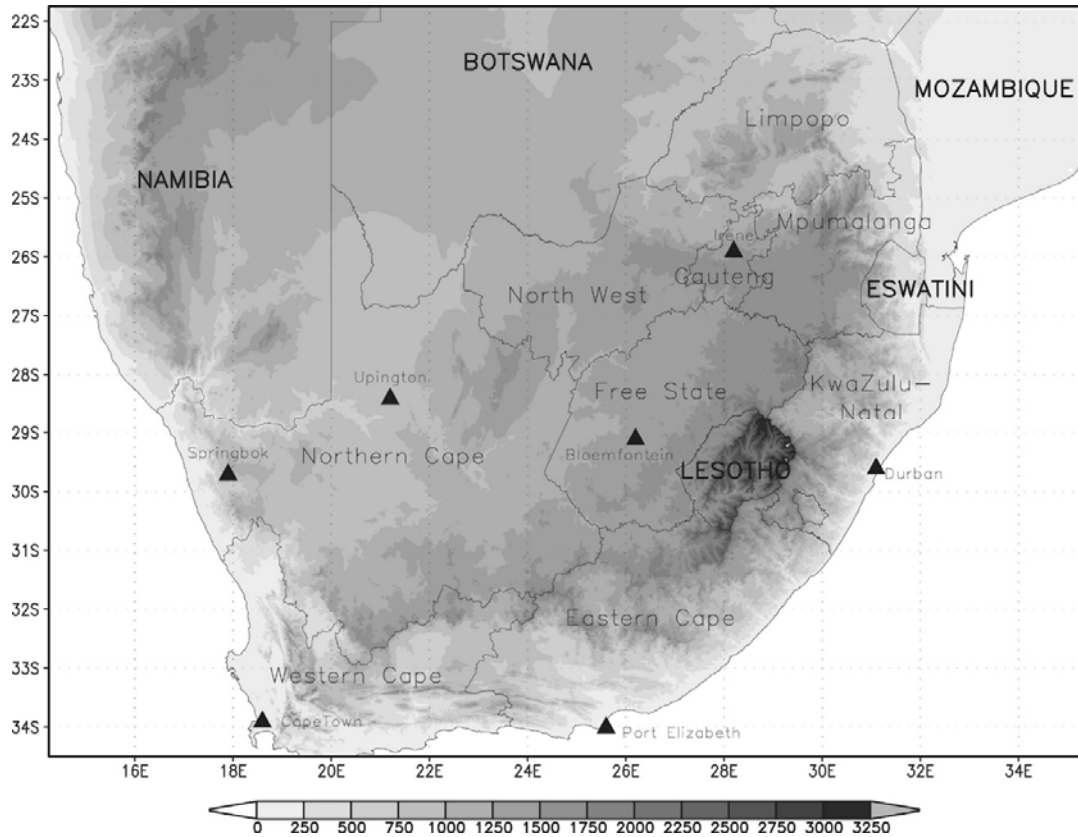 22S
BOTSWANA
23S
MOZAMBIQUE
Limpopo
24S
NAMIBIA
25S
Mpumalanga
Irene
26S
Gauteng
ESWATINI
North West
27S
28S
Upington
Free State
KwaZulu-
Natal
29S
Springbok
Northern Cape
Bloemfontein
LESOTHO
Durban
30S
31S
32S
Eastern Cape
33S
Western Cape
34S
CapeTown
Port Elizabeth
16E 18E 20E 22E 24E 26E 28E 30E 32E 34E
0 250 500 750 1000 1250 1500 1750 2000 2250 2500 2750 3000 3250